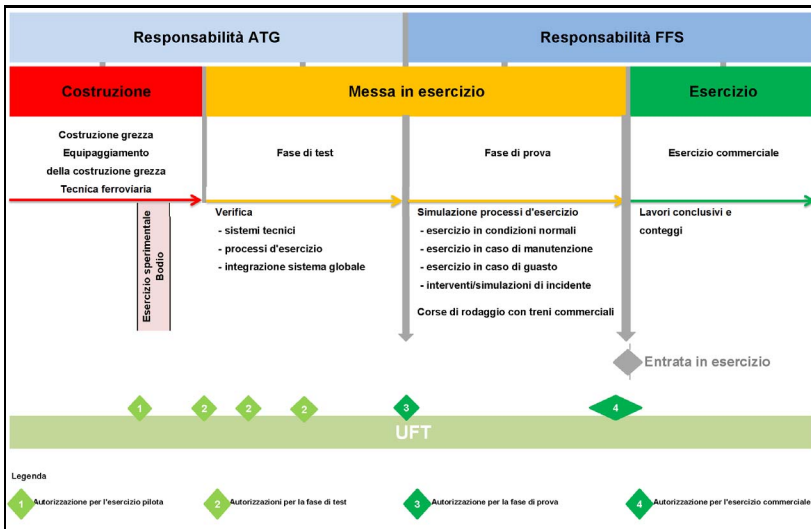 Responsabilità ATG
Responsabilità FFS
Costruzione
Messa in esercizio
Esercizio
Costruzione grezza
Equipaggiamento
della costruzione grezza
Tecnica ferroviaria
Fase di test
Fase di prova
Esercizio commerciale
Esercizio sperimentale
Bodio
Verifica
- sistemi tecnici
- processi d'esercizio
- integrazione sistema globale
Simulazione processi d'esercizio
- esercizio in condizioni normali
- esercizio in caso di manutenzione
- esercizio in caso di guasto
- interventi/simulazioni di incidente
Corse di rodaggio con treni commerciali
Lavori conclusivi e
conteggi
Entrata in esercizio
1
2
2
2
3
4
UFT
Legenda
1 Autorizzazione per l'esercizio pilota
2 Autorizzazioni per la fase di test
3 Autorizzazione per la fase di prova
4 Autorizzazione per l'esercizio commerciale